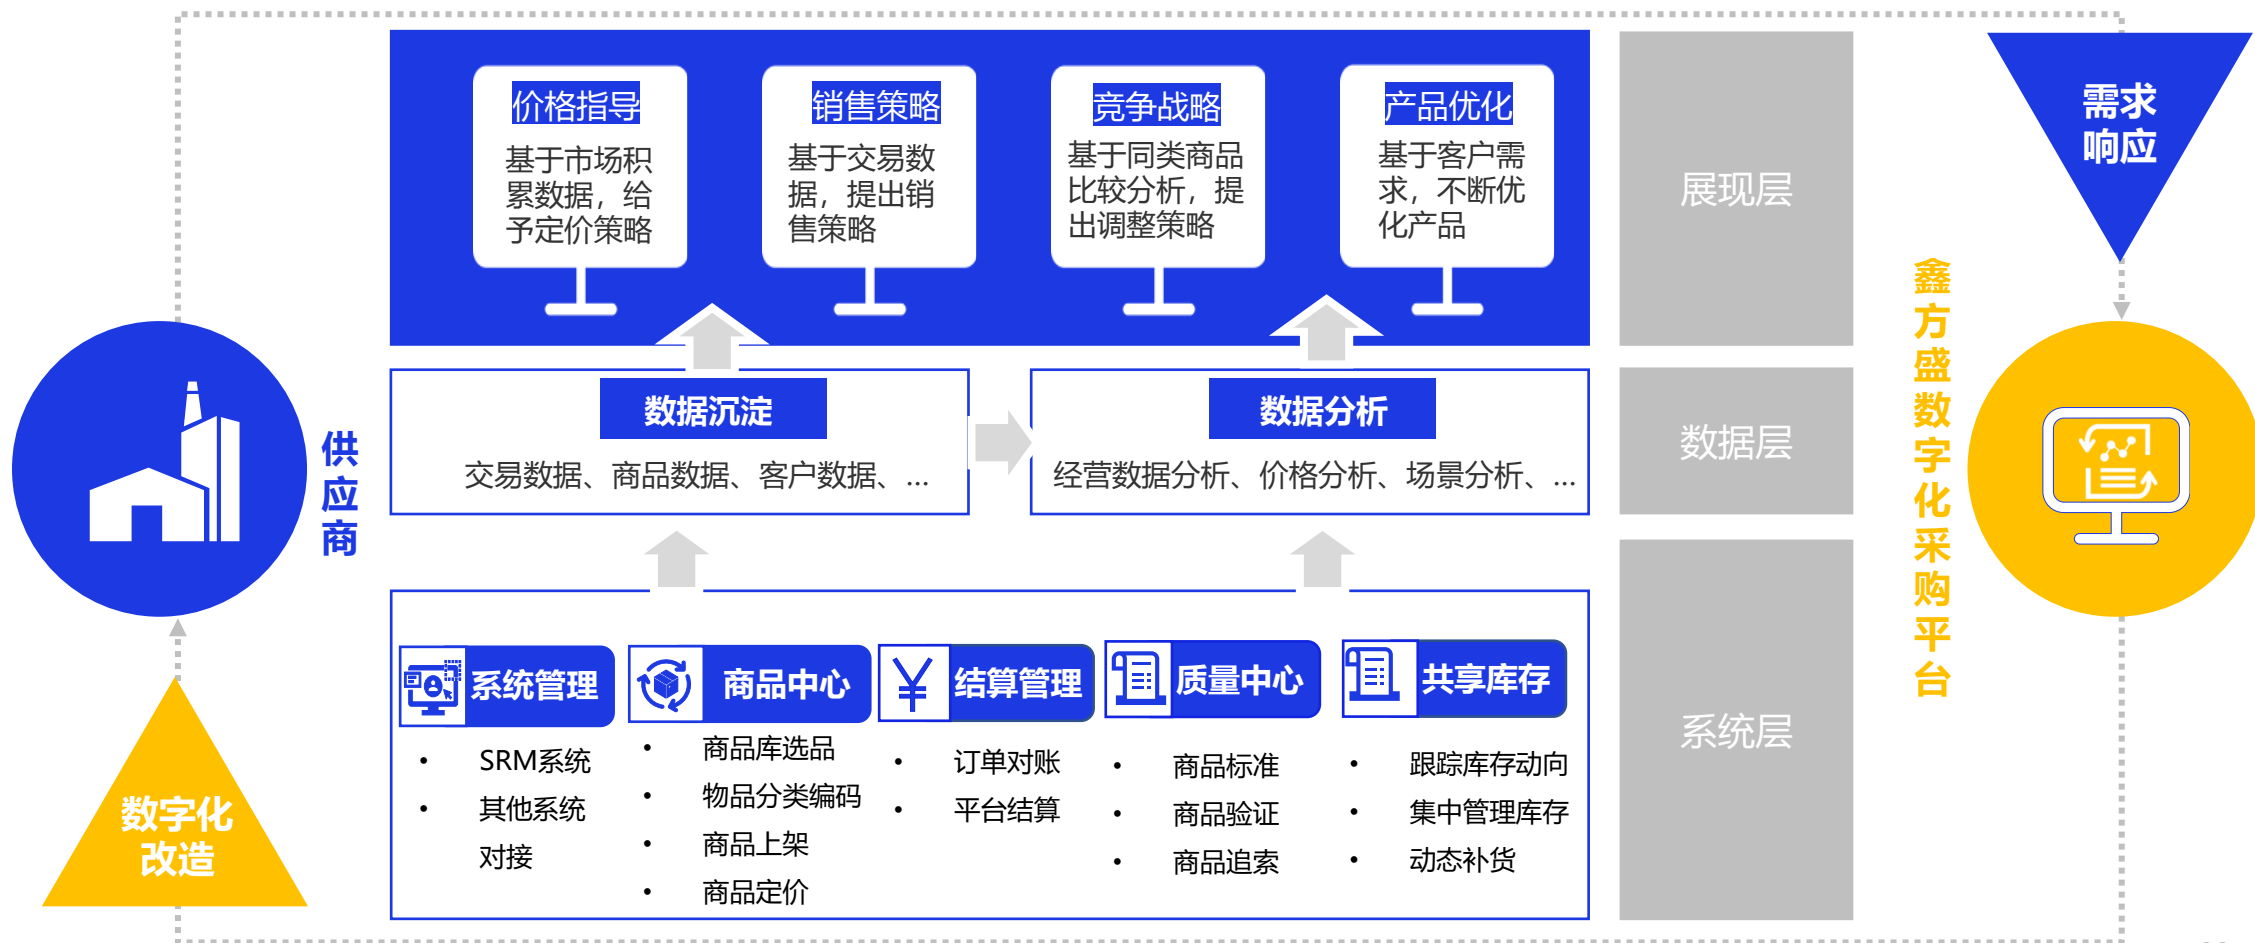 价格指导
基于市场积
累数据，给
予定价策略
销售策略
基于交易数
据，提出销
售策略
竞争战略
基于同类商品
比较分析，提
出调整策略
产品优化
基于客户需
求，不断优
化产品
展现层
需求
响应
数据沉淀
交易数据、商品数据、客户数据、...
数据分析
经营数据分析、价格分析、场景分析、...
数据层
供应商
鑫方盛数字化采购平台
系统管理
• SRM系统
• 其他系统
对接
商品中心
• 商品库选品
• 物品分类编码
• 商品上架
• 商品定价
结算管理
• 订单对账
• 平台结算
质量中心
• 商品标准
• 商品验证
• 商品追索
共享库存
• 跟踪库存动向
• 集中管理库存
• 动态补货
系统层
数字化
改造